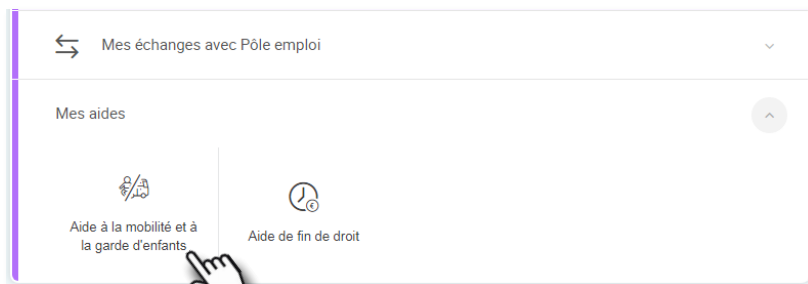 Mes échanges avec Pôle emploi
Mes aides
Aide à la mobilité et à
la garde d'enfants
Aide de fin de droit